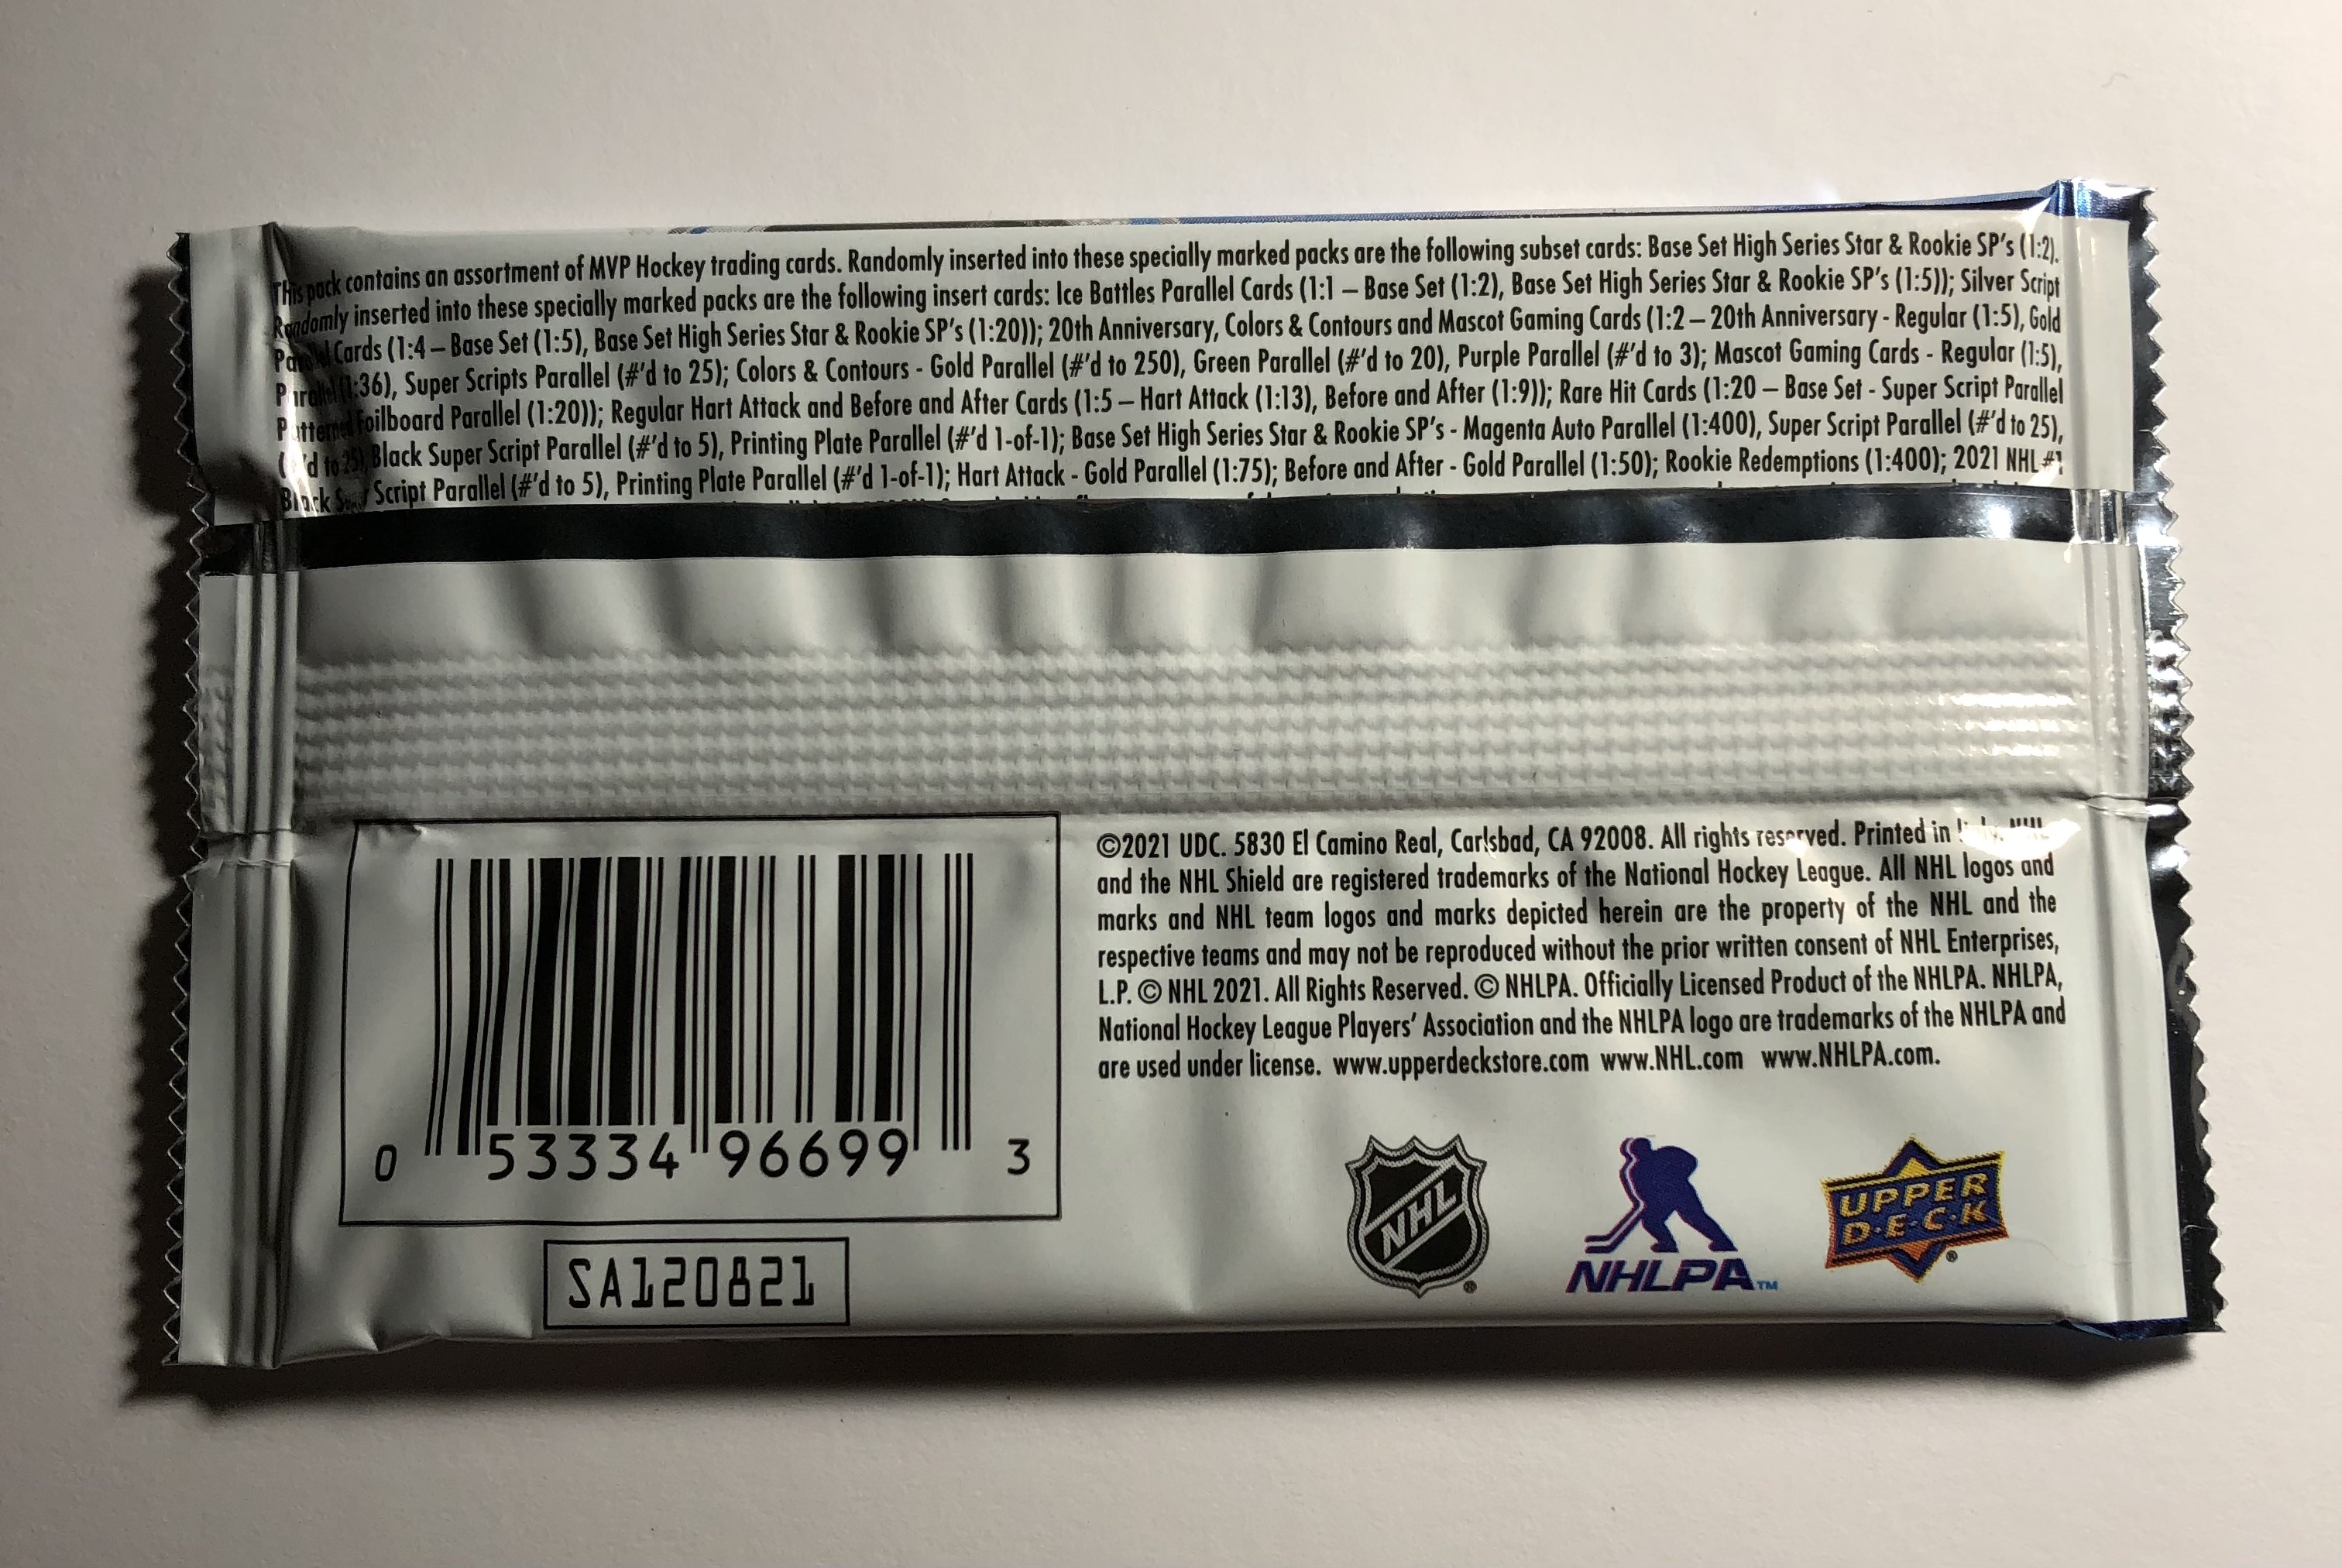 This pack contains an assortment of MVP Hockey trading cards. Randomly inserted into these specially marked packs are the following subset cards: Base Set High Series Star & Rookie SP's (1:2).
Randomly inserted into these specially marked packs are the following insert cards: Ice Battles Parallel Cards (1:1 – Base Set (1:2), Base Set High Series Star & Rookie SP's (1:5)); Silver Script
Parallel Cards (1:4 – Base Set (1:5), Base Set High Series Star & Rookie SP's (1:20)); 20th Anniversary, Colors & Contours and Mascot Gaming Cards (1:2 – 20th Anniversary - Regular (1:5), Gold
Parallel (1:36), Super Scripts Parallel (#'d to 25); Colors & Contours - Gold Parallel (#'d to 250), Green Parallel (#'d to 20), Purple Parallel (#'d to 3); Mascot Gaming Cards - Regular (1:5),
Patterned Foilboard Parallel (1:20)); Regular Hart Attack and Before and After Cards (1:5 – Hart Attack (1:13), Before and After (1:9)); Rare Hit Cards (1:20 – Base Set - Super Script Parallel
(#'d to 25), Black Super Script Parallel (#'d to 5), Printing Plate Parallel (#'d 1-of-1); Base Set High Series Star & Rookie SP's - Magenta Auto Parallel (1:400), Super Script Parallel (#'d to 25),
Black Super Script Parallel (#'d to 5), Printing Plate Parallel (#'d 1-of-1); Hart Attack - Gold Parallel (1:75); Before and After - Gold Parallel (1:50); Rookie Redemptions (1:400); 2021 NHL #1
©2021 UDC. 5830 El Camino Real, Carlsbad, CA 92008. All rights reserved. Printed in
and the NHL Shield are registered trademarks of the National Hockey League. All NHL logos and
marks and NHL team logos and marks depicted herein are the property of the NHL and the
respective teams and may not be reproduced without the prior written consent of NHL Enterprises,
L.P. © NHL 2021. All Rights Reserved. © NHLPA. Officially Licensed Product of the NHLPA. NHLPA,
National Hockey League Players' Association and the NHLPA logo are trademarks of the NHLPA and
are used under license. www.upperdeckstore.com www.NHL.com www.NHLPA.com.
0 53334 96699 3
SA120821
NHL ®
NHLPA™
UPPER
D·E·C·K ®